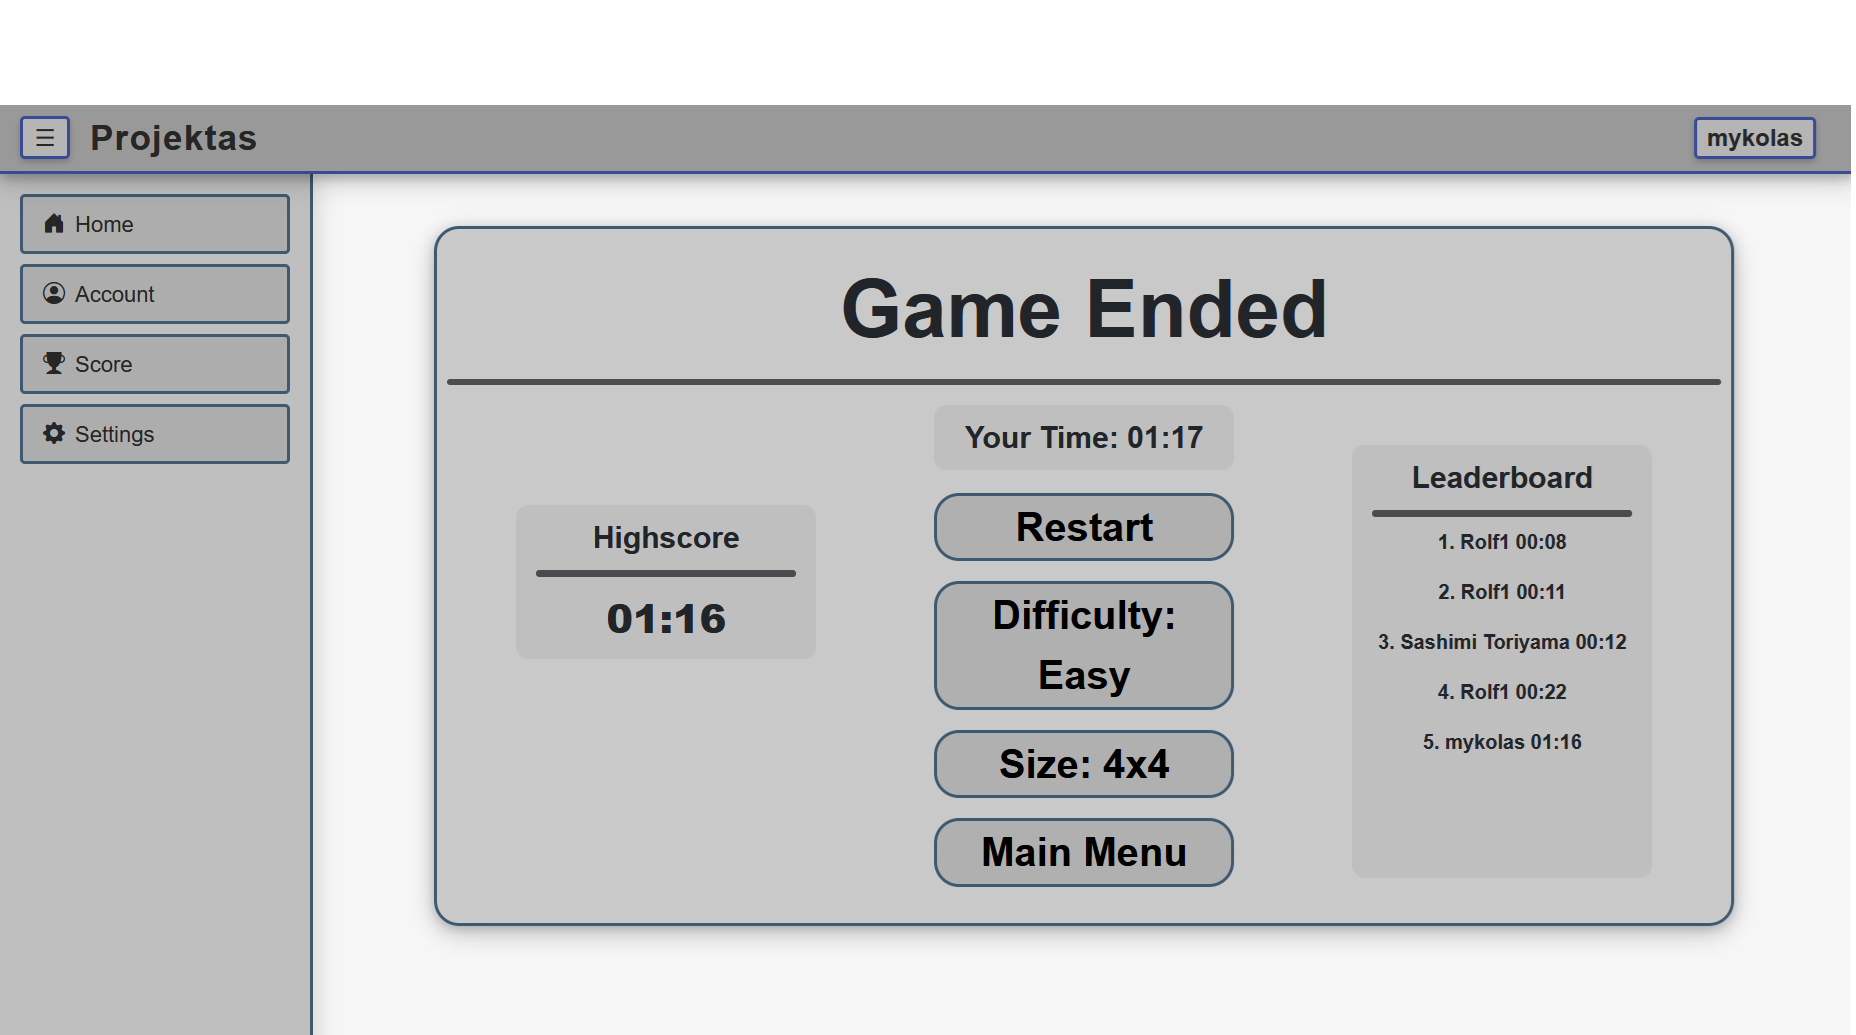 ☰ Projektas
mykolas
Home
Account
Score
Settings
Game Ended
Highscore
01:16
Your Time: 01:17
Restart
Difficulty:
Easy
Size: 4x4
Main Menu
Leaderboard
1. Rolf1 00:08
2. Rolf1 00:11
3. Sashimi Toriyama 00:12
4. Rolf1 00:22
5. mykolas 01:16